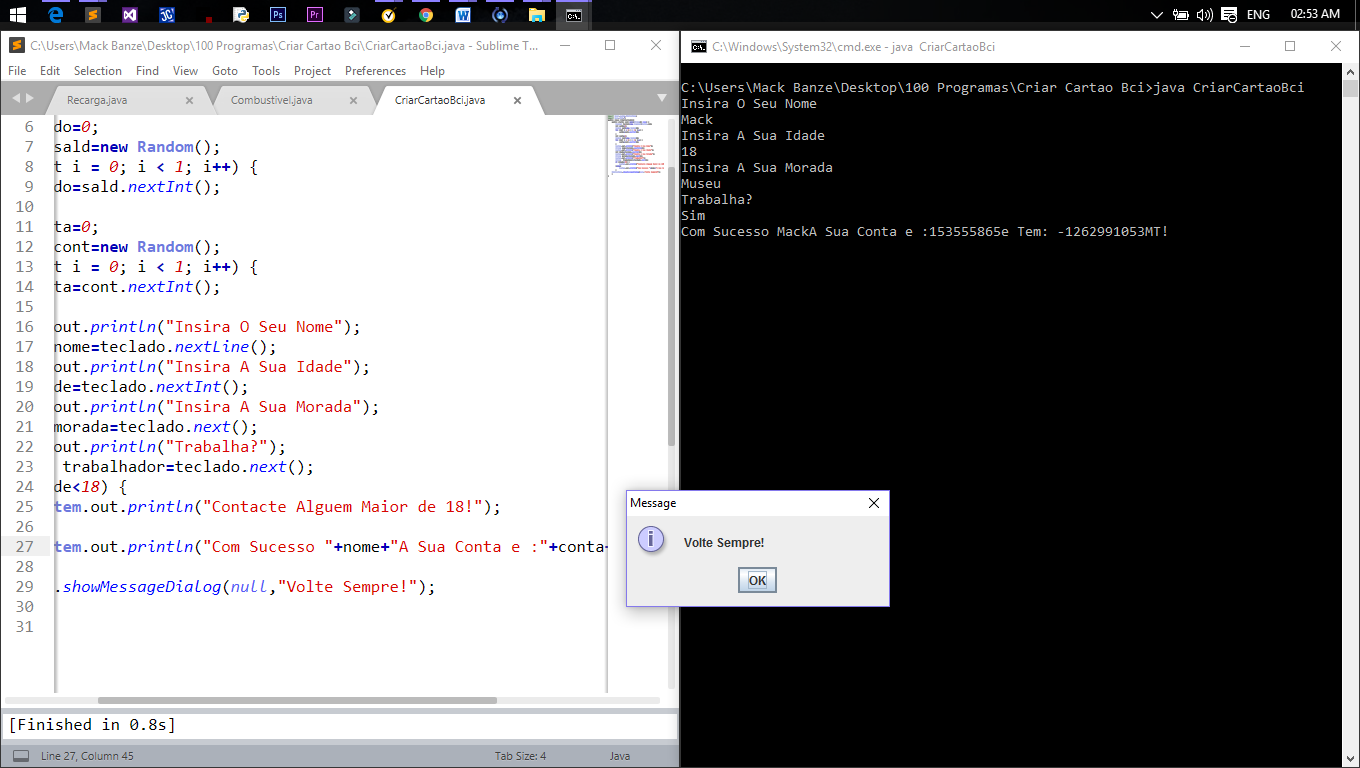 ENG 02:53 AM
C:\Users\Mack Banze\Desktop\100 Programas\Criar Cartao Bci\CriarCartaoBci.java - Sublime T...
File Edit Selection Find View Goto Tools Project Preferences Help
Recarga.java × Combustivel.java × CriarCartaoBci.java ×
6 do=0;
7 sald=new Random();
8 t i = 0; i < 1; i++) {
9 do=sald.nextInt();
10
11 ta=0;
12 cont=new Random();
13 t i = 0; i < 1; i++) {
14 ta=cont.nextInt();
15
16 out.println("Insira O Seu Nome");
17 nome=teclado.nextLine();
18 out.println("Insira A Sua Idade");
19 de=teclado.nextInt();
20 out.println("Insira A Sua Morada");
21 morada=teclado.next();
22 out.println("Trabalha?");
23 trabalhador=teclado.next();
24 de<18) {
25 tem.out.println("Contacte Alguem Maior de 18!");
26
27 tem.out.println("Com Sucesso "+nome+"A Sua Conta e :"+conta+
28
29 .showMessageDialog(null,"Volte Sempre!");
30
31
[Finished in 0.8s]
Line 27, Column 45 Tab Size: 4 Java
C:\Windows\System32\cmd.exe - java CriarCartaoBci
C:\Users\Mack Banze\Desktop\100 Programas\Criar Cartao Bci>java CriarCartaoBci
Insira O Seu Nome
Mack
Insira A Sua Idade
18
Insira A Sua Morada
Museu
Trabalha?
Sim
Com Sucesso MackA Sua Conta e :153555865e Tem: -1262991053MT!
Message
Volte Sempre!
OK